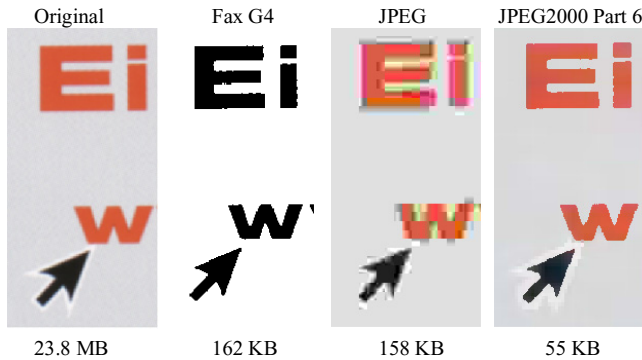 Original Fax G4 JPEG JPEG2000 Part 6
Ei Ei Ei Ei
w w w w
23.8 MB 162 KB 158 KB 55 KB